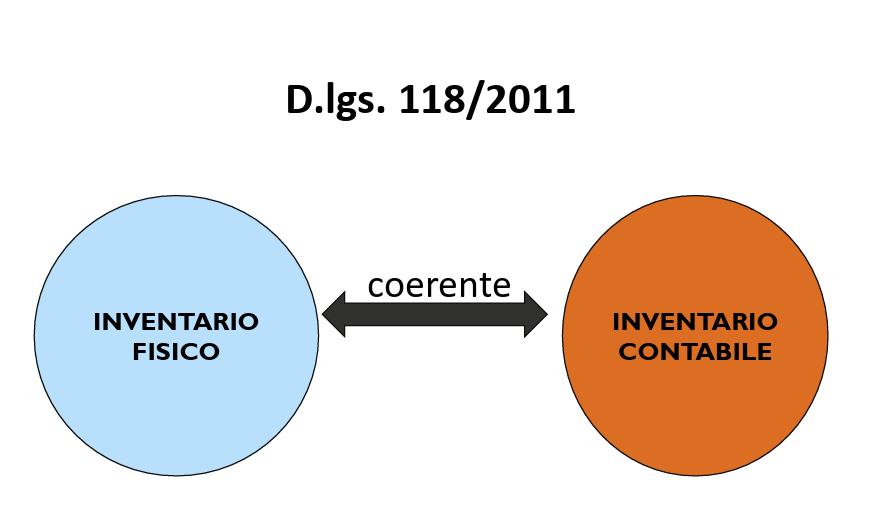 D.lgs. 118/2011
coerente
INVENTARIO
FISICO
INVENTARIO
CONTABILE